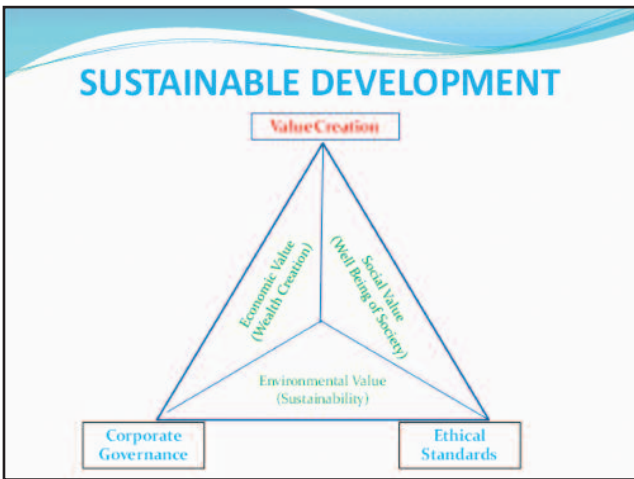 SUSTAINABLE DEVELOPMENT
Value Creation
Economic Value
(Wealth Creation)
Social Value
(Well Being of Society)
Environmental Value
(Sustainability)
Corporate
Governance
Ethical
Standards